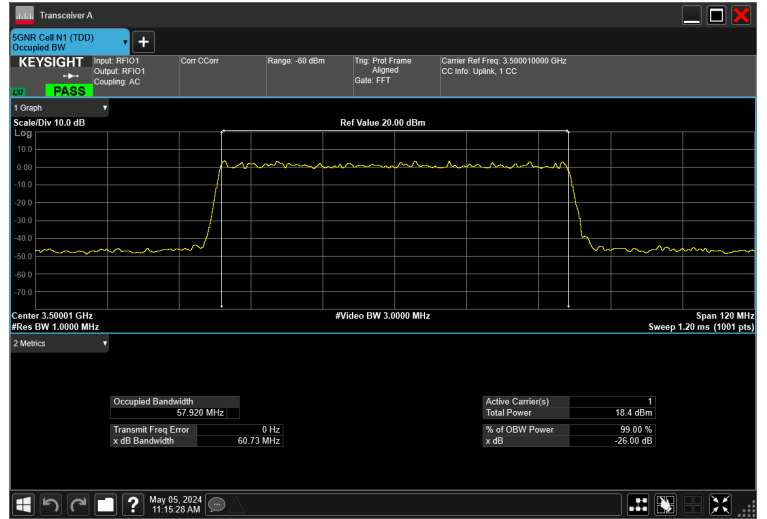 Transceiver A
5GNR Cell N1 (TDD)
Occupied BW
KEYSIGHT
Input: RFIO1
Output: RFIO1
Coupling: AC
Corr CCorr
Range: -60 dBm
Trig: Prot Frame
Aligned
Gate: FFT
Carrier Ref Freq: 3.500010000 GHz
CC Info: Uplink, 1 CC
LXI
PASS
1 Graph
Scale/Div 10.0 dB
Ref Value 20.00 dBm
Log
10.0
0.00
-10.0
-20.0
-30.0
-40.0
-50.0
-60.0
-70.0
Center 3.50001 GHz
#Video BW 3.0000 MHz
Span 120 MHz
#Res BW 1.0000 MHz
Sweep 1.20 ms (1001 pts)
2 Metrics
Occupied Bandwidth
57.920 MHz
Transmit Freq Error 0 Hz
x dB Bandwidth 60.73 MHz
Active Carrier(s) 1
Total Power 18.4 dBm
% of OBW Power 99.00 %
x dB -26.00 dB
?
May 05, 2024
11:15:28 AM